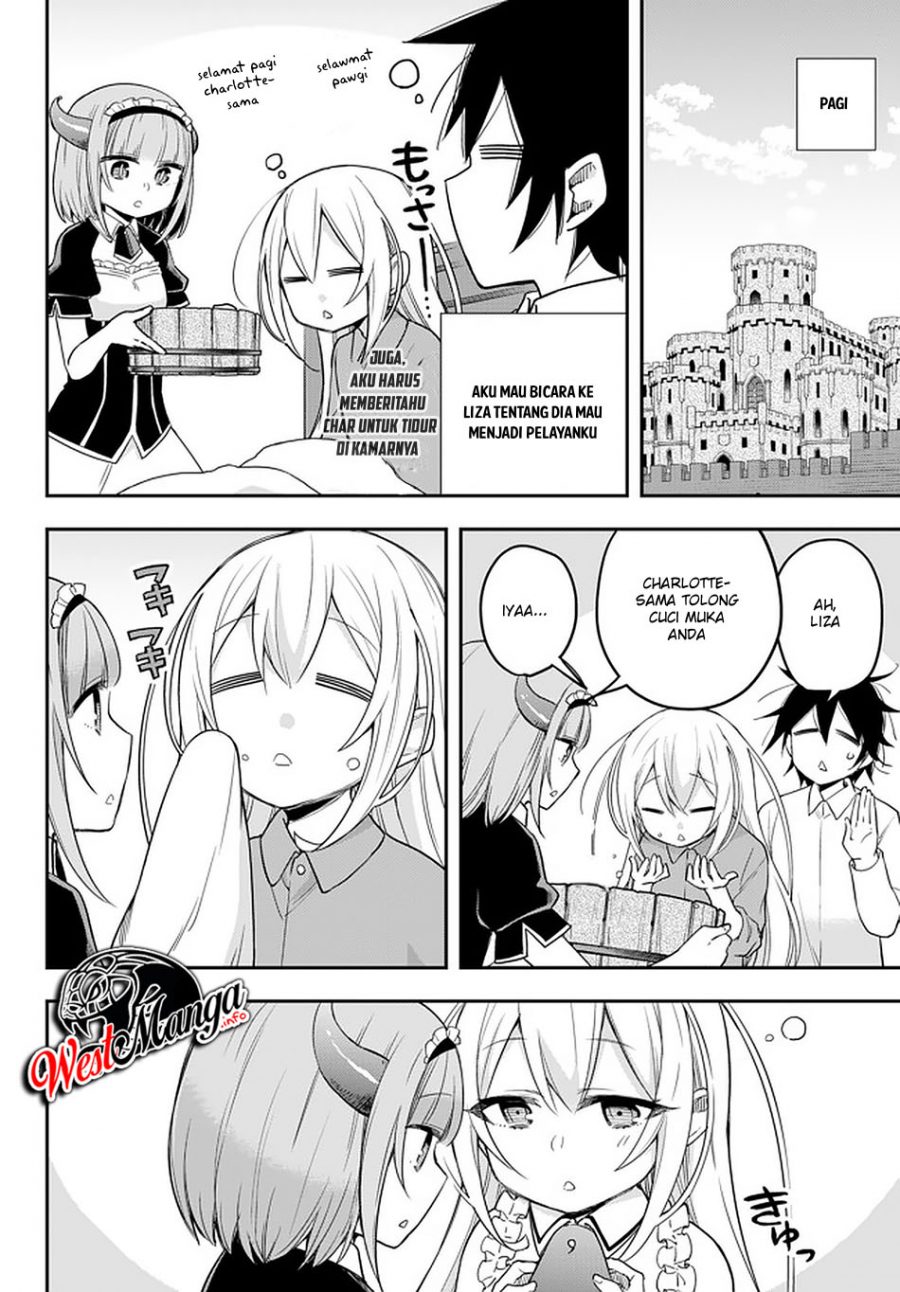 PAGI
AKU MAU BICARA KE
LIZA TENTANG DIA MAU
MENJADI PELAYANKU
selawmat
pawgi
selamat pagi
charlotte-
sama
もっさー…
JUGA,
AKU HARUS
MEMBERITAHU
CHAR UNTUK TIDUR
DI KAMARNYA
AH,
LIZA
CHARLOTTE-
SAMA TOLONG
CUCI MUKA
ANDA
IYAA...
フキ
フキ
WestManga
.info
きゅっ